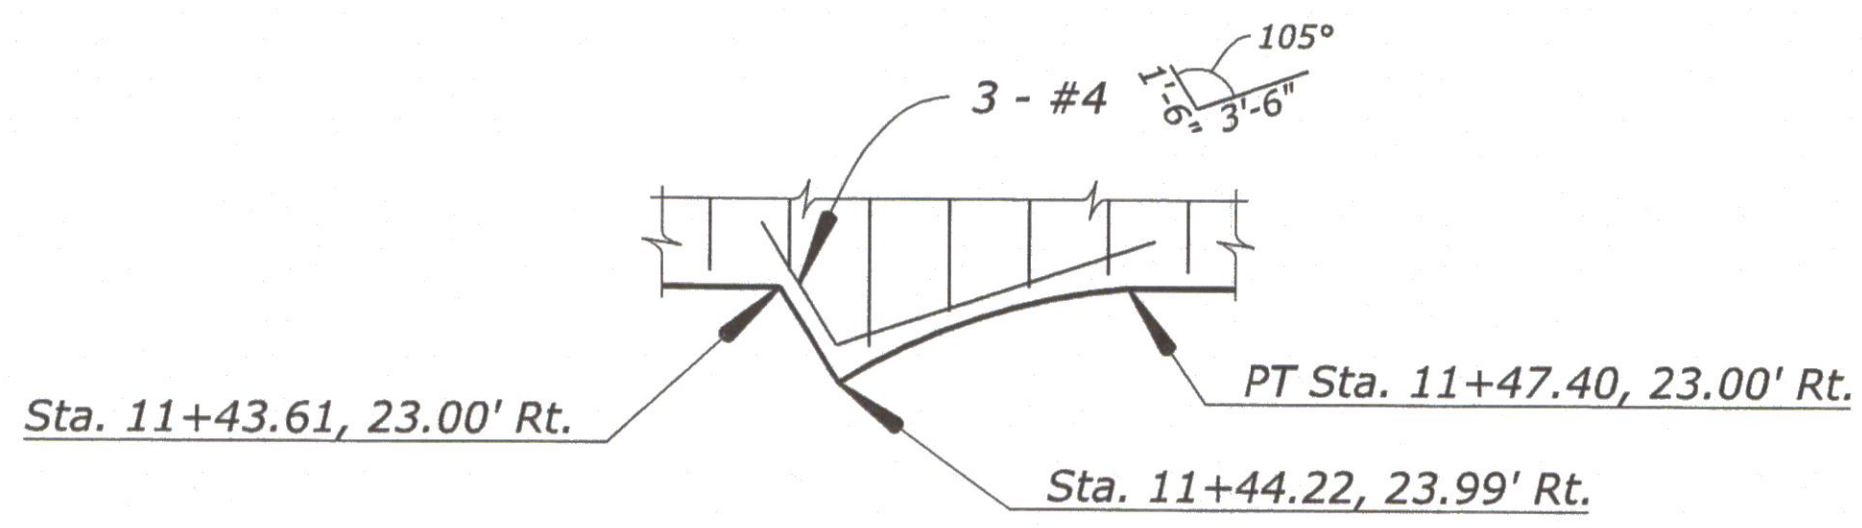 105°
3 - #4
1'-6"
3'-6"
Sta. 11+43.61, 23.00' Rt.
PT Sta. 11+47.40, 23.00' Rt.
Sta. 11+44.22, 23.99' Rt.